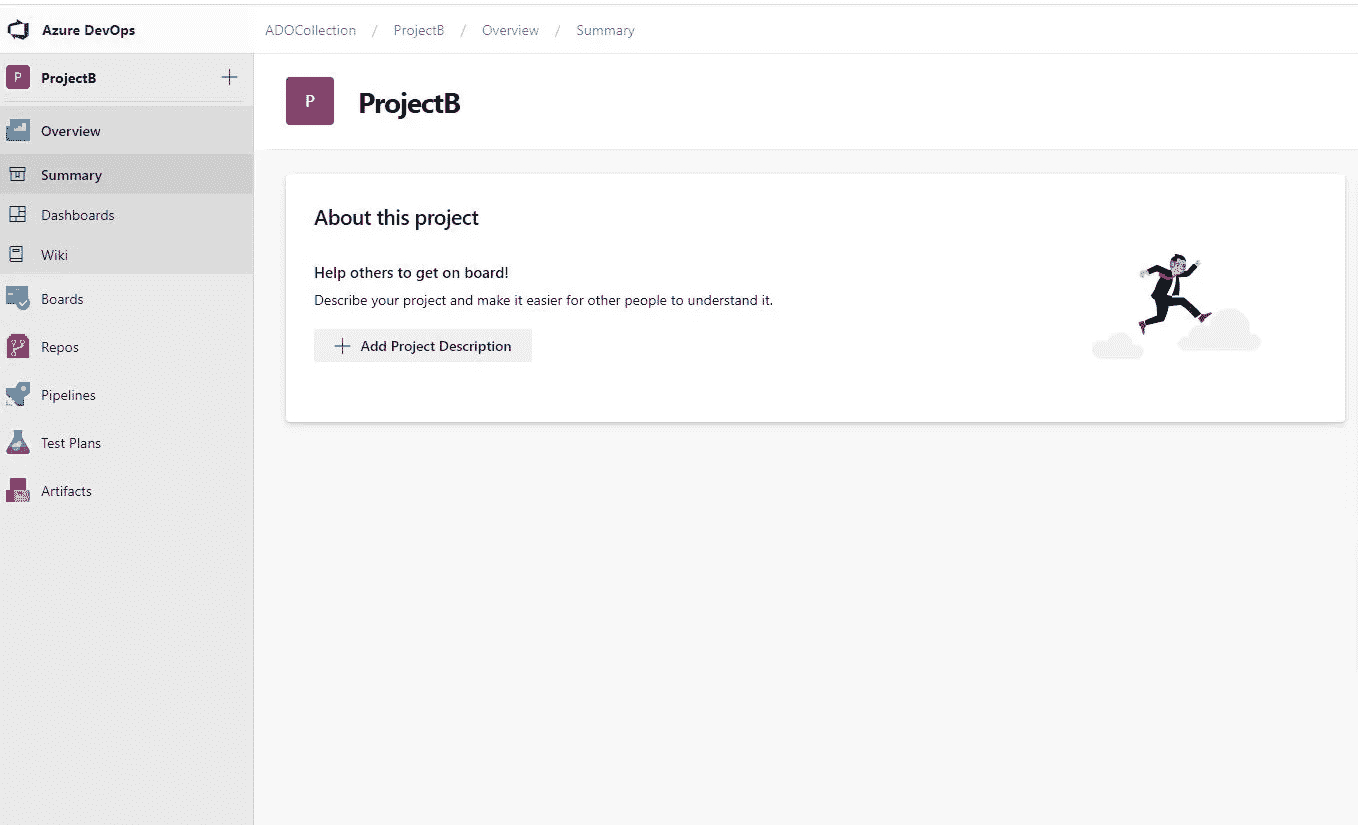 Azure DevOps
ADOCollection / ProjectB / Overview / Summary
P ProjectB
P
ProjectB
Overview
Summary
Dashboards
Wiki
Boards
Repos
Pipelines
Test Plans
Artifacts
About this project
Help others to get on board!
Describe your project and make it easier for other people to understand it.
Add Project Description